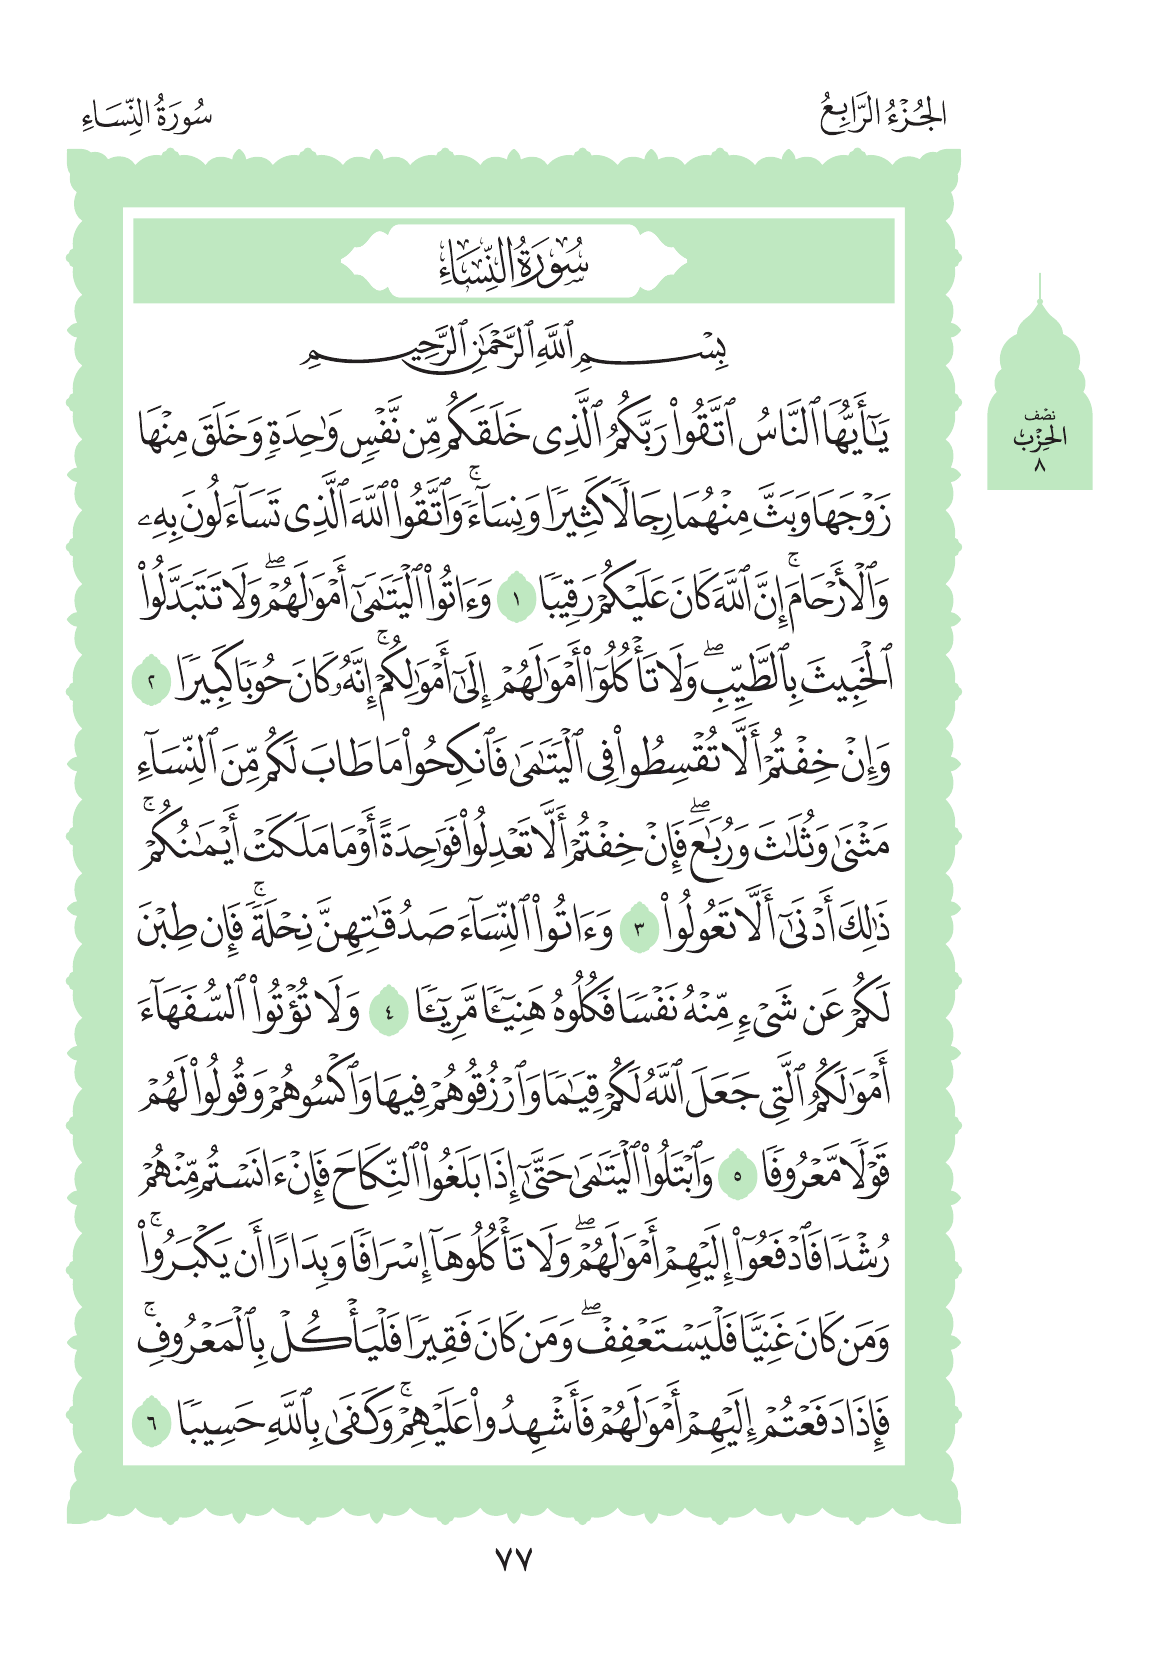 الجُزْءُ الرَّابِعُ
سُورَةُ النِّسَاءِ
سُورَةُ النِّسَاءِ
بِسْمِ ٱللَّهِ ٱلرَّحْمَٰنِ ٱلرَّحِيمِ
يَٰٓأَيُّهَا ٱلنَّاسُ ٱتَّقُوا۟ رَبَّكُمُ ٱلَّذِى خَلَقَكُم مِّن نَّفْسٍ وَٰحِدَةٍ وَخَلَقَ مِنْهَا
زَوْجَهَا وَبَثَّ مِنْهُمَا رِجَالًا كَثِيرًا وَنِسَآءً ۚ وَٱتَّقُوا۟ ٱللَّهَ ٱلَّذِى تَسَآءَلُونَ بِهِۦ
وَٱلْأَرْحَامَ ۚ إِنَّ ٱللَّهَ كَانَ عَلَيْكُمْ رَقِيبًا ١ وَءَاتُوا۟ ٱلْيَتَٰمَىٰٓ أَمْوَٰلَهُمْ ۖ وَلَا تَتَبَدَّلُوا۟
ٱلْخَبِيثَ بِٱلطَّيِّبِ ۖ وَلَا تَأْكُلُوٓا۟ أَمْوَٰلَهُمْ إِلَىٰٓ أَمْوَٰلِكُمْ ۚ إِنَّهُۥ كَانَ حُوبًا كَبِيرًا ٢
وَإِنْ خِفْتُمْ أَلَّا تُقْسِطُوا۟ فِى ٱلْيَتَٰمَىٰ فَٱنكِحُوا۟ مَا طَابَ لَكُم مِّنَ ٱلنِّسَآءِ
مَثْنَىٰ وَثُلَٰثَ وَرُبَٰعَ ۖ فَإِنْ خِفْتُمْ أَلَّا تَعْدِلُوا۟ فَوَٰحِدَةً أَوْ مَا مَلَكَتْ أَيْمَٰنُكُمْ ۚ
ذَٰلِكَ أَدْنَىٰٓ أَلَّا تَعُولُوا۟ ٣ وَءَاتُوا۟ ٱلنِّسَآءَ صَدُقَٰتِهِنَّ نِحْلَةً ۚ فَإِن طِبْنَ
لَكُمْ عَن شَىْءٍ مِّنْهُ نَفْسًا فَكُلُوهُ هَنِيٓـًٔا مَّرِيٓـًٔا ٤ وَلَا تُؤْتُوا۟ ٱلسُّفَهَآءَ
أَمْوَٰلَكُمُ ٱلَّتِى جَعَلَ ٱللَّهُ لَكُمْ قِيَٰمًا وَٱرْزُقُوهُمْ فِيهَا وَٱكْسُوهُمْ وَقُولُوا۟ لَهُمْ
قَوْلًا مَّعْرُوفًا ٥ وَٱبْتَلُوا۟ ٱلْيَتَٰمَىٰ حَتَّىٰٓ إِذَا بَلَغُوا۟ ٱلنِّكَاحَ فَإِنْ ءَانَسْتُم مِّنْهُمْ
رُشْدًا فَٱدْفَعُوٓا۟ إِلَيْهِمْ أَمْوَٰلَهُمْ ۖ وَلَا تَأْكُلُوهَآ إِسْرَافًا وَبِدَارًا أَن يَكْبَرُوا۟ ۚ
وَمَن كَانَ غَنِيًّا فَلْيَسْتَعْفِفْ ۖ وَمَن كَانَ فَقِيرًا فَلْيَأْكُلْ بِٱلْمَعْرُوفِ ۚ
فَإِذَا دَفَعْتُمْ إِلَيْهِمْ أَمْوَٰلَهُمْ فَأَشْهِدُوا۟ عَلَيْهِمْ ۚ وَكَفَىٰ بِٱللَّهِ حَسِيبًا ٦
نصْف
الحِزْبْ
٨
٧٧